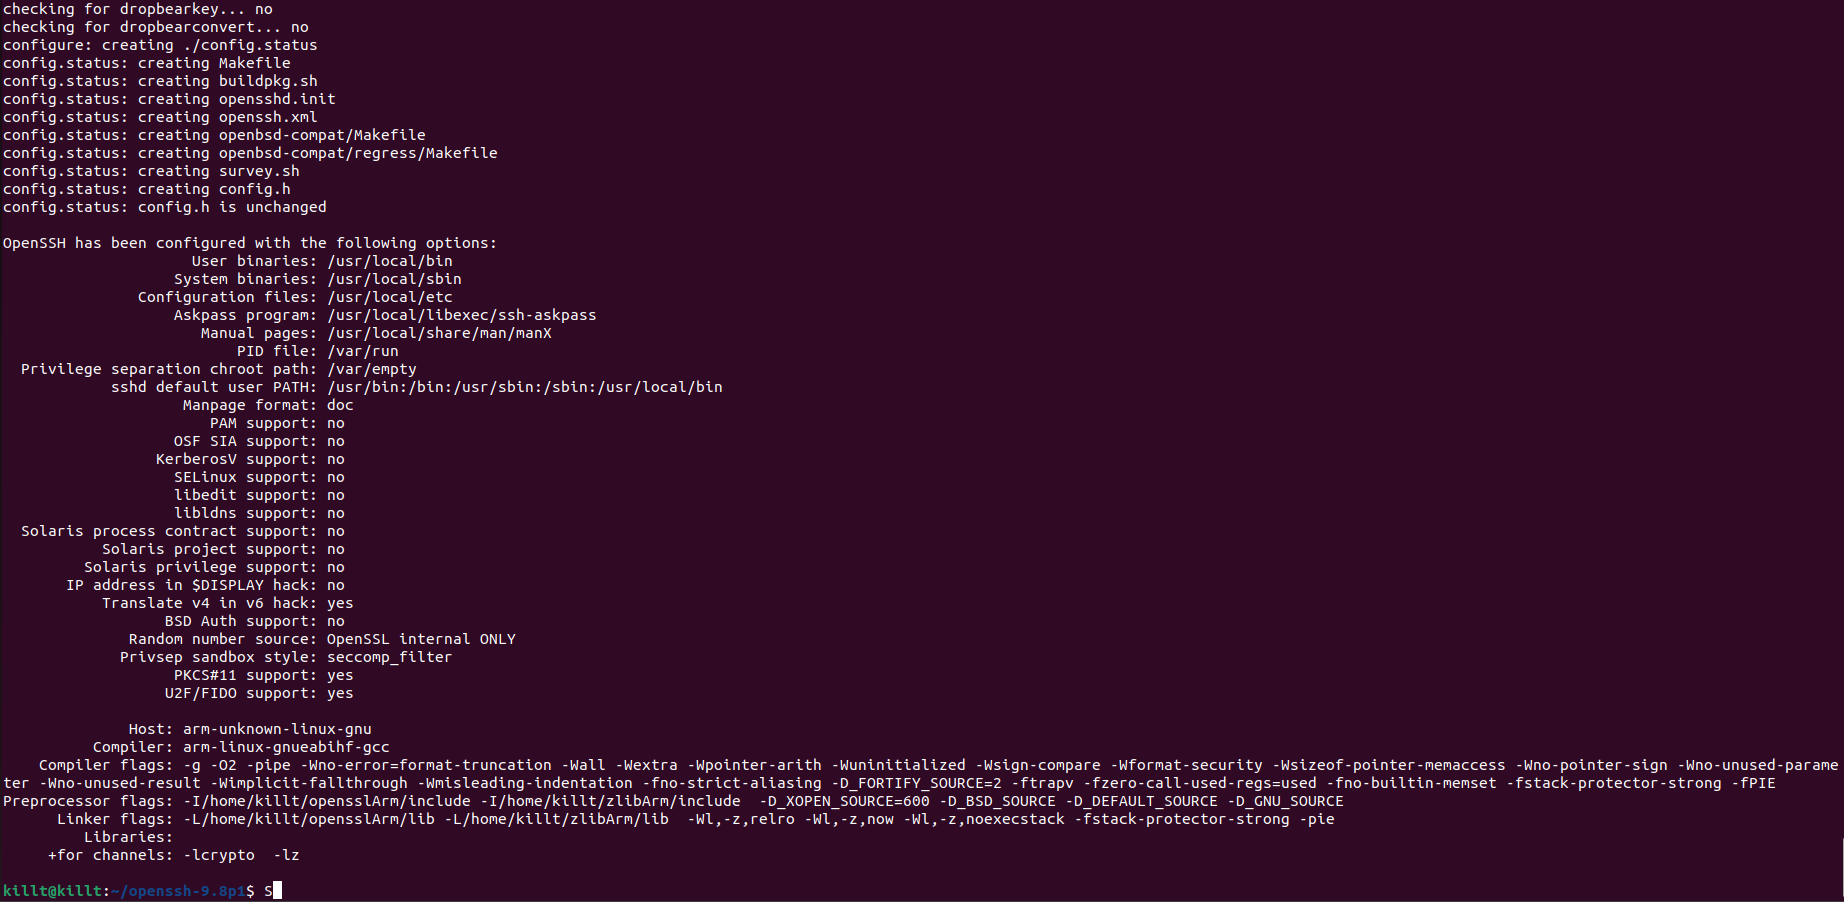 checking for dropbearkey... no
checking for dropbearconvert... no
configure: creating ./config.status
config.status: creating Makefile
config.status: creating buildpkg.sh
config.status: creating opensshd.init
config.status: creating openssh.xml
config.status: creating openbsd-compat/Makefile
config.status: creating openbsd-compat/regress/Makefile
config.status: creating survey.sh
config.status: creating config.h
config.status: config.h is unchanged
OpenSSH has been configured with the following options:
User binaries: /usr/local/bin
System binaries: /usr/local/sbin
Configuration files: /usr/local/etc
Askpass program: /usr/local/libexec/ssh-askpass
Manual pages: /usr/local/share/man/manX
PID file: /var/run
Privilege separation chroot path: /var/empty
sshd default user PATH: /usr/bin:/bin:/usr/sbin:/sbin:/usr/local/bin
Manpage format: doc
PAM support: no
OSF SIA support: no
KerberosV support: no
SELinux support: no
libedit support: no
libldns support: no
Solaris process contract support: no
Solaris project support: no
Solaris privilege support: no
IP address in $DISPLAY hack: no
Translate v4 in v6 hack: yes
BSD Auth support: no
Random number source: OpenSSL internal ONLY
Privsep sandbox style: seccomp_filter
PKCS#11 support: yes
U2F/FIDO support: yes
Host: arm-unknown-linux-gnu
Compiler: arm-linux-gnueabihf-gcc
Compiler flags: -g -O2 -pipe -Wno-error=format-truncation -Wall -Wextra -Wpointer-arith -Wuninitialized -Wsign-compare -Wformat-security -Wsizeof-pointer-memaccess -Wno-pointer-sign -Wno-unused-parame
ter -Wno-unused-result -Wimplicit-fallthrough -Wmisleading-indentation -fno-strict-aliasing -D_FORTIFY_SOURCE=2 -ftrapv -fzero-call-used-regs=used -fno-builtin-memset -fstack-protector-strong -fPIE
Preprocessor flags: -I/home/killt/opensslArm/include -I/home/killt/zlibArm/include  -D_XOPEN_SOURCE=600 -D_BSD_SOURCE -D_DEFAULT_SOURCE -D_GNU_SOURCE
Linker flags: -L/home/killt/opensslArm/lib -L/home/killt/zlibArm/lib  -Wl,-z,relro -Wl,-z,now -Wl,-z,noexecstack -fstack-protector-strong -pie
Libraries:
+for channels: -lcrypto  -lz
killt@killt:~/openssh-9.8p1$ S